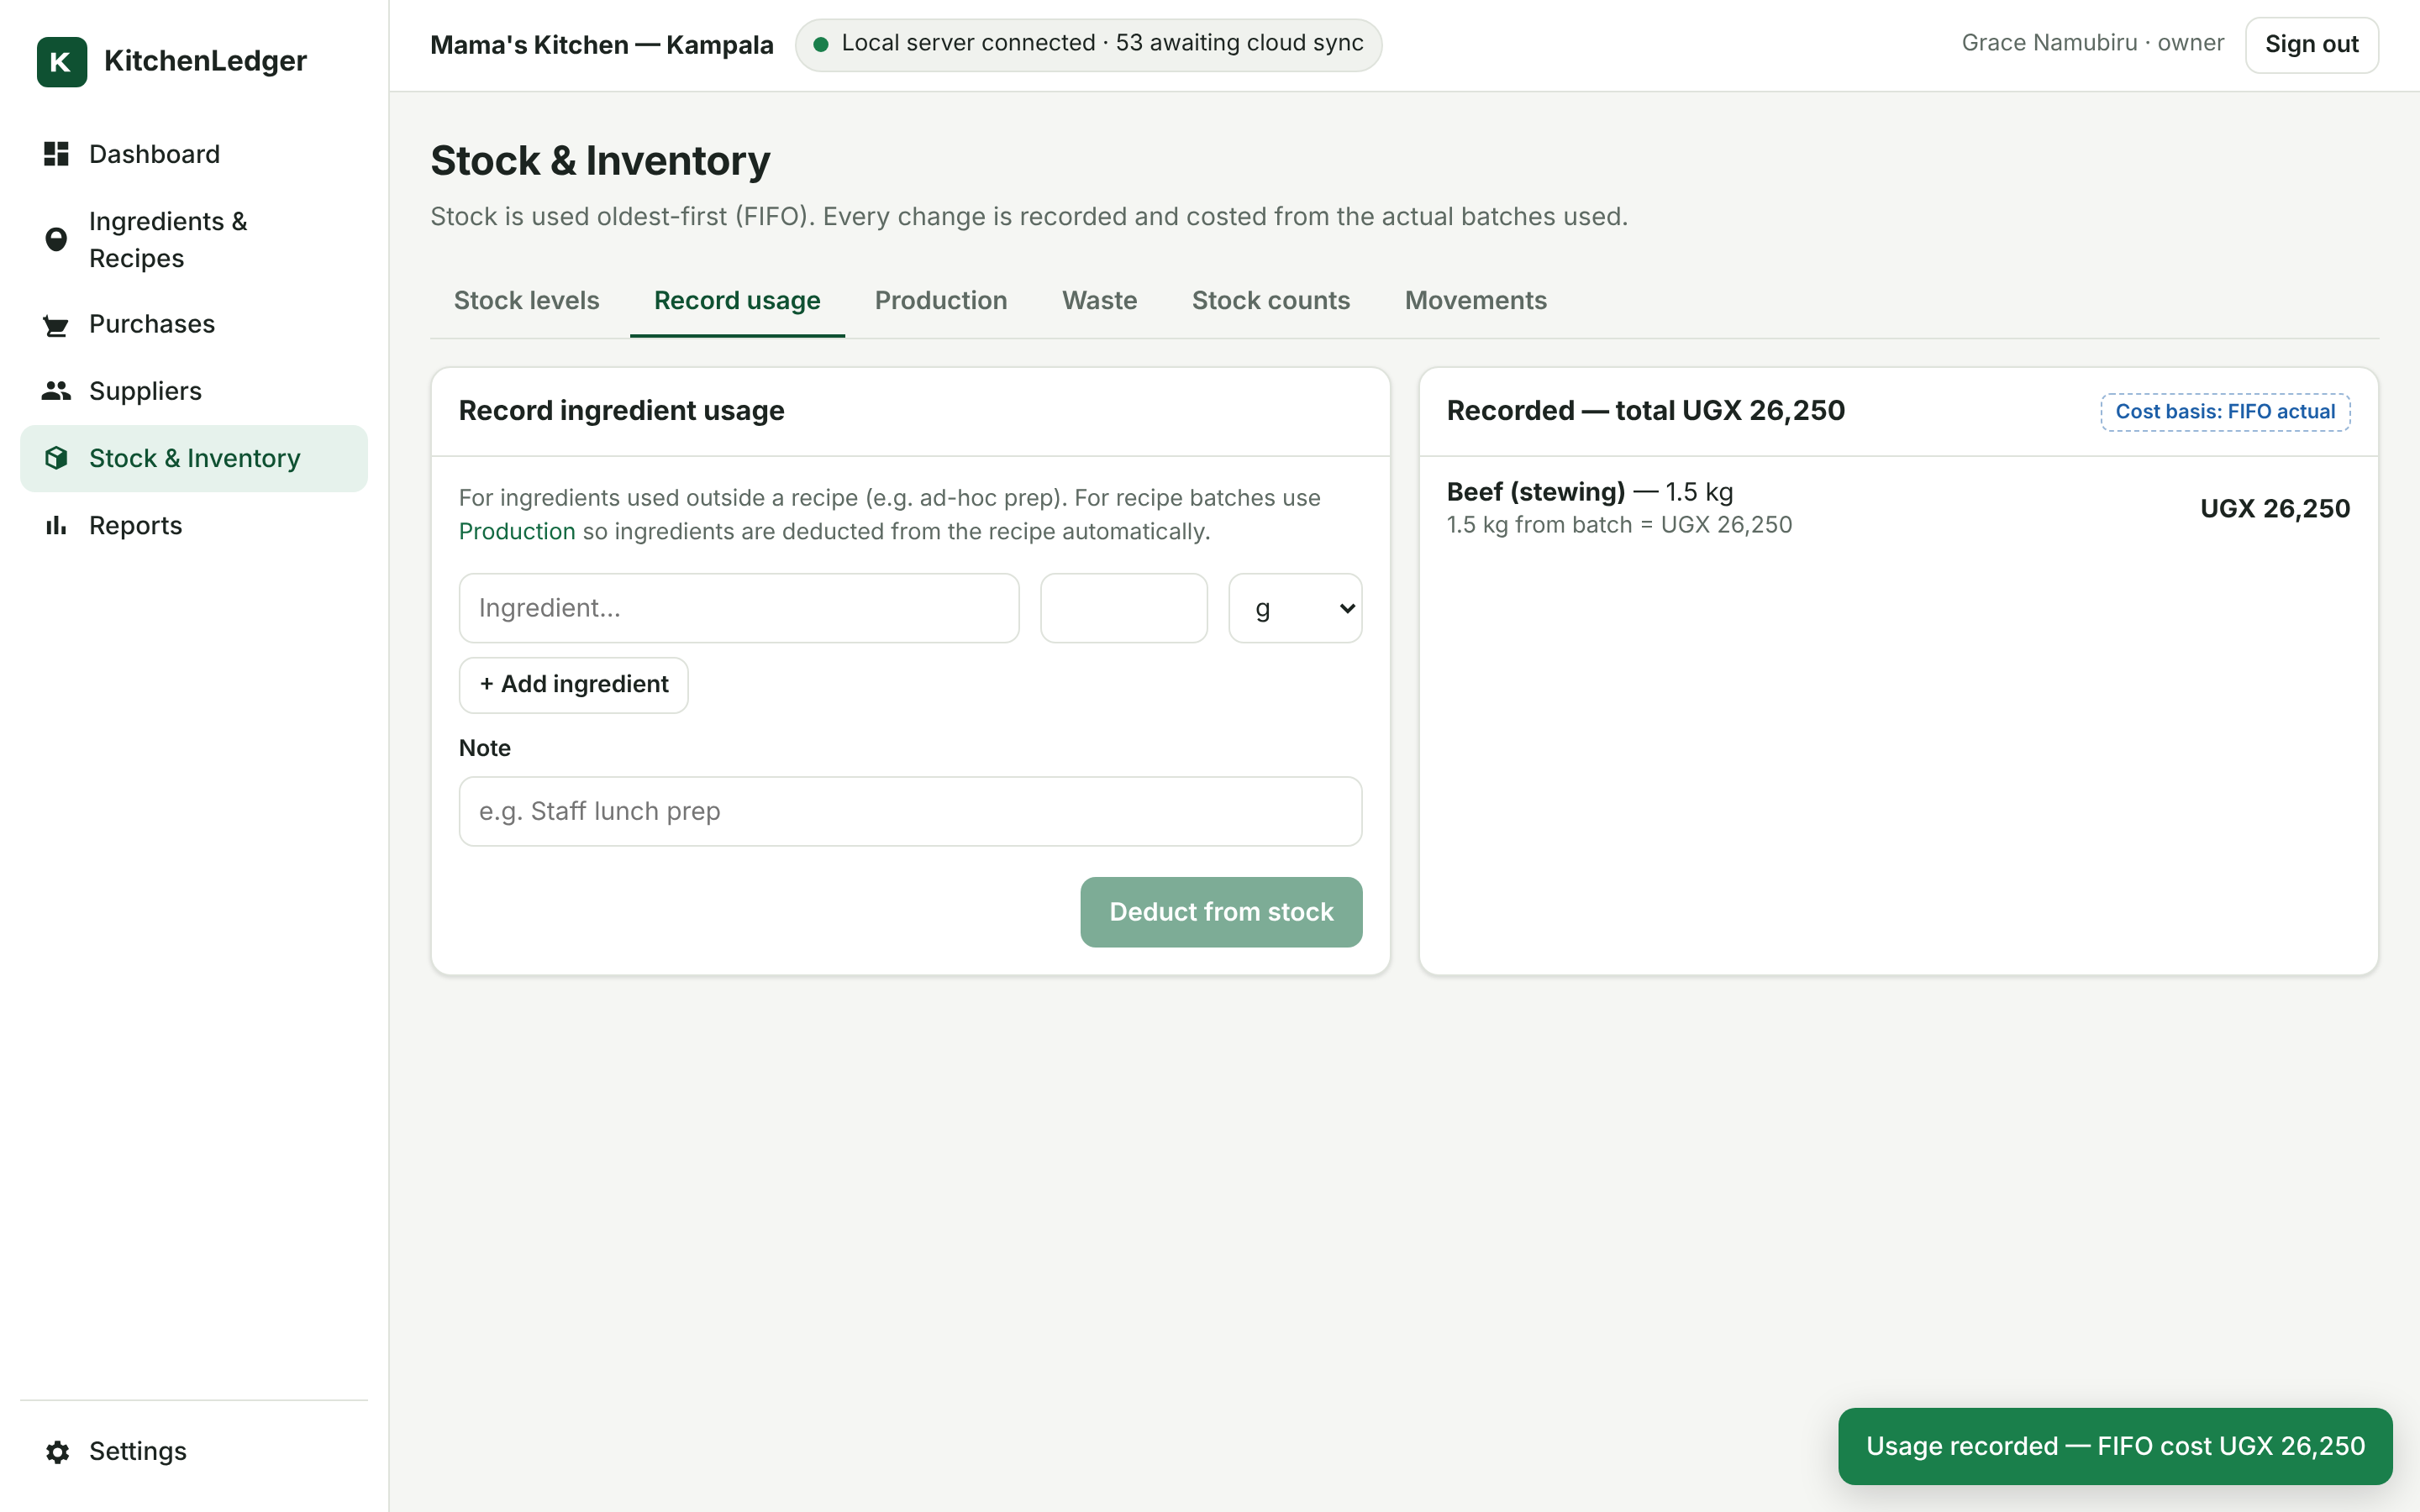 K KitchenLedger
Dashboard
Ingredients &
Recipes
Purchases
Suppliers
Stock & Inventory
Reports
Settings
Mama's Kitchen — Kampala
Local server connected · 53 awaiting cloud sync
Grace Namubiru · owner
Sign out
Stock & Inventory
Stock is used oldest-first (FIFO). Every change is recorded and costed from the actual batches used.
Stock levels
Record usage
Production
Waste
Stock counts
Movements
Record ingredient usage
For ingredients used outside a recipe (e.g. ad-hoc prep). For recipe batches use
Production so ingredients are deducted from the recipe automatically.
Ingredient...
g
+ Add ingredient
Note
e.g. Staff lunch prep
Deduct from stock
Recorded — total UGX 26,250
Cost basis: FIFO actual
Beef (stewing) — 1.5 kg
1.5 kg from batch = UGX 26,250
UGX 26,250
Usage recorded — FIFO cost UGX 26,250